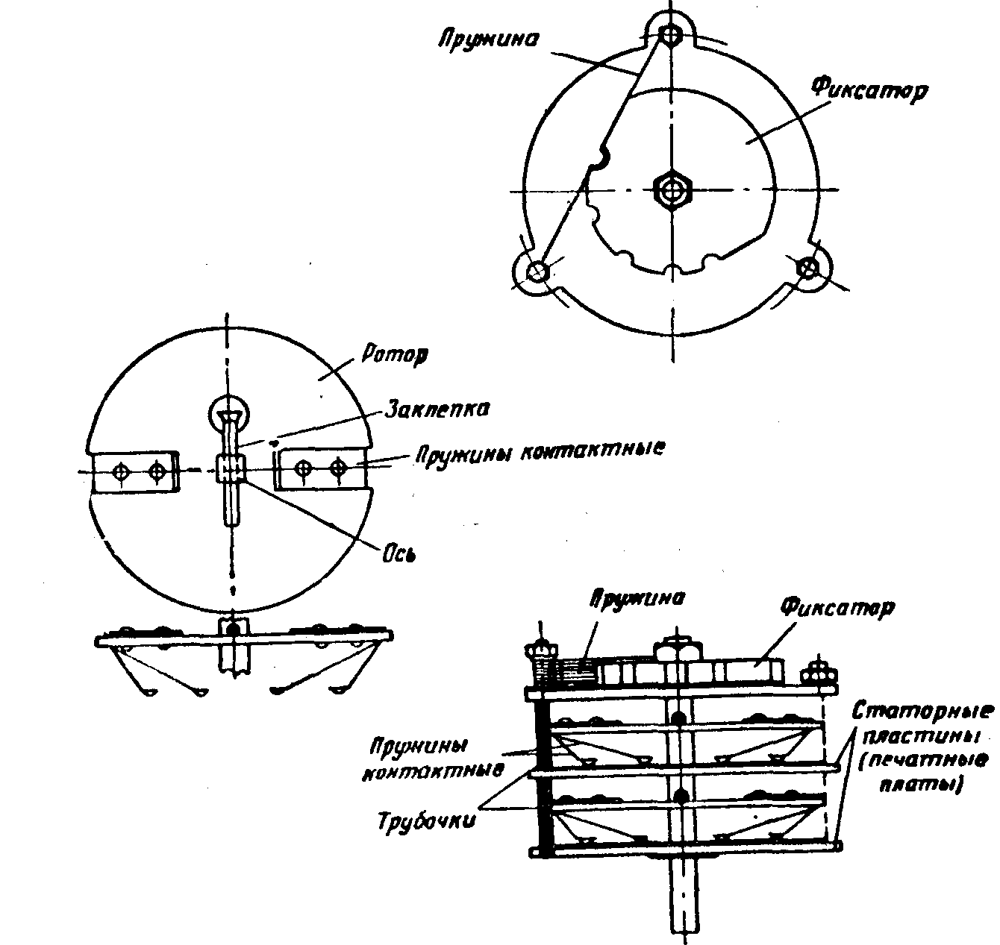 Пружина
Фиксатор
Ротор
Заклепка
Пружины контактные
Ось
Пружина
Фиксатор
Статорные
пластины
(печатные
платы)
Пружины
контактные
Трубочки